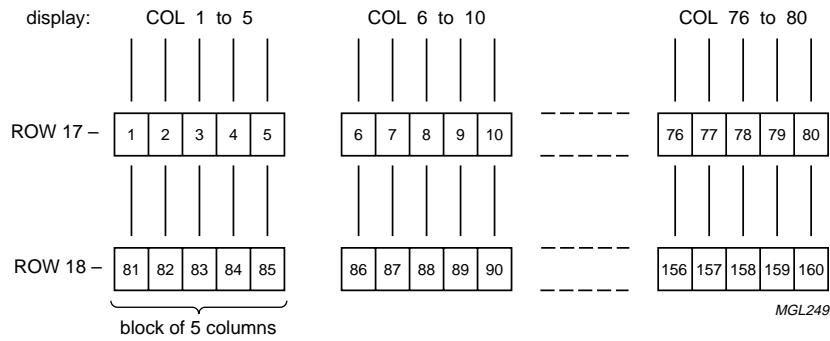 display: COL 1 to 5 COL 6 to 10 COL 76 to 80
ROW 17 – 1 2 3 4 5 6 7 8 9 10 76 77 78 79 80
ROW 18 – 81 82 83 84 85 86 87 88 89 90 156 157 158 159 160
MGL249
block of 5 columns